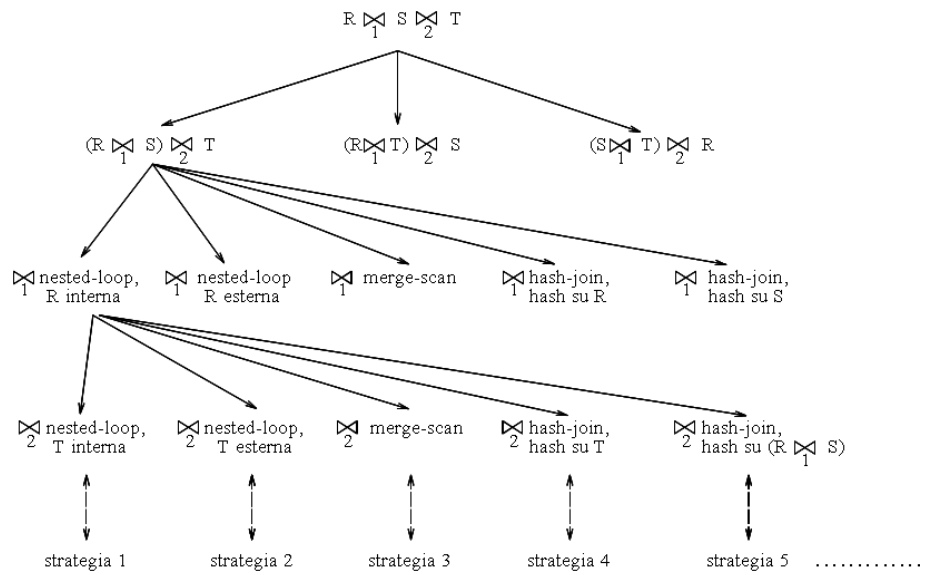 R ⋈1 S ⋈2 T
(R ⋈1 S) ⋈2 T
(R ⋈1 T) ⋈2 S
(S ⋈1 T) ⋈2 R
⋈1 nested-loop,
R interna
⋈1 nested-loop
R esterna
⋈1 merge-scan
⋈1 hash-join,
hash su R
⋈1 hash-join,
hash su S
⋈2 nested-loop,
T interna
⋈2 nested-loop,
T esterna
⋈2 merge-scan
⋈2 hash-join,
hash su T
⋈2 hash-join,
hash su (R ⋈1 S)
strategia 1
strategia 2
strategia 3
strategia 4
strategia 5 .............